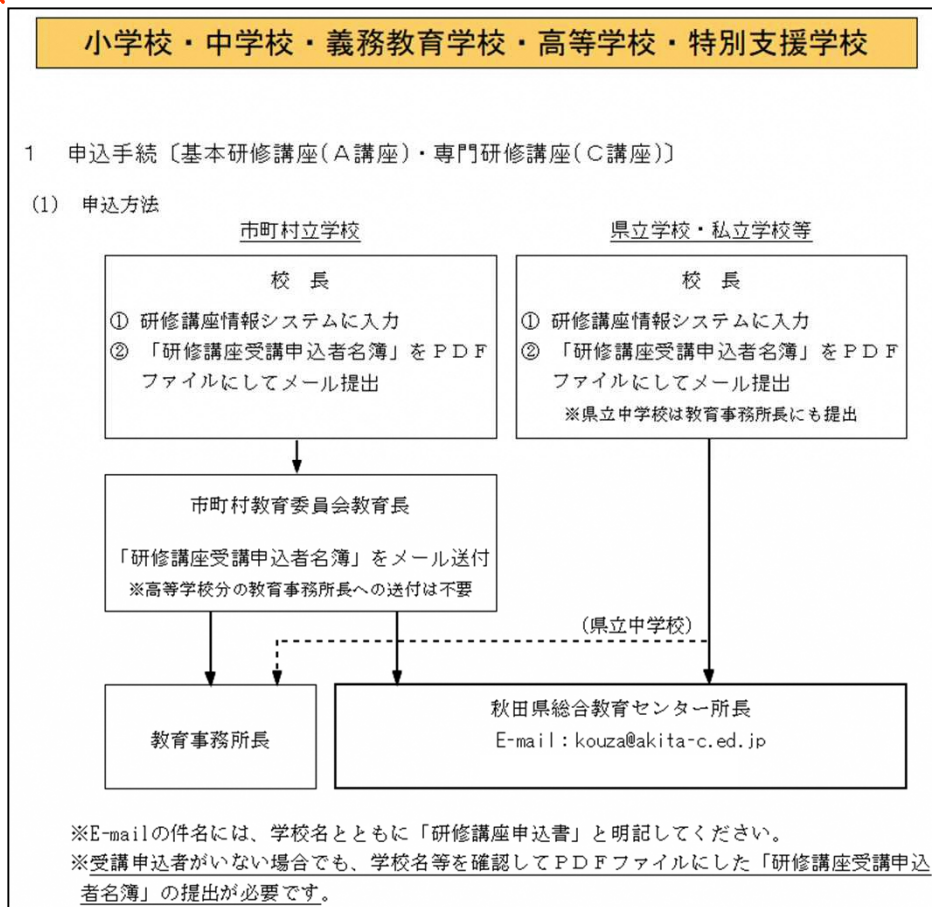 小学校・中学校・義務教育学校・高等学校・特別支援学校
1 申込手続〔基本研修講座(A講座)・専門研修講座(C講座)〕
(1) 申込方法
市町村立学校
校 長
① 研修講座情報システムに入力
② 「研修講座受講申込者名簿」をPDF
ファイルにしてメール提出
県立学校・私立学校等
校 長
① 研修講座情報システムに入力
② 「研修講座受講申込者名簿」をPDF
ファイルにしてメール提出
※県立中学校は教育事務所長にも提出
市町村教育委員会教育長
「研修講座受講申込者名簿」をメール送付
※高等学校分の教育事務所長への送付は不要
(県立中学校)
教育事務所長
秋田県総合教育センター所長
E-mail:kouza@akita-c.ed.jp
※E-mailの件名には、学校名とともに「研修講座申込書」と明記してください。
※受講申込者がいない場合でも、学校名等を確認してPDFファイルにした「研修講座受講申込
者名簿」の提出が必要です。